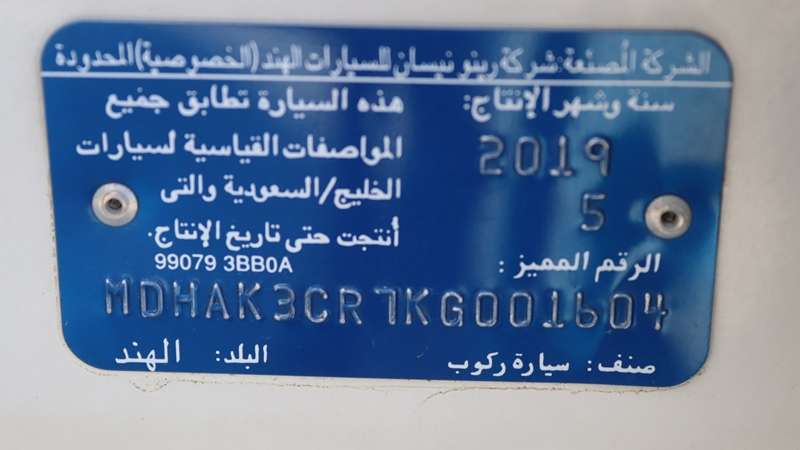 الشركة المصنعة: شركة رينو نيسان للسيارات الهند (الخصوصية) المحدودة
سنة وشهر الإنتاج:
2019
5
هذه السيارة تطابق جميع
المواصفات القياسية لسيارات
الخليج/السعودية والتى
أُنتجت حتى تاريخ الإنتاج.
الرقم المميز :
99079 3BB0A
MDHAK3CR7KG001604
صنف: سيارة ركوب
البلد: الهند